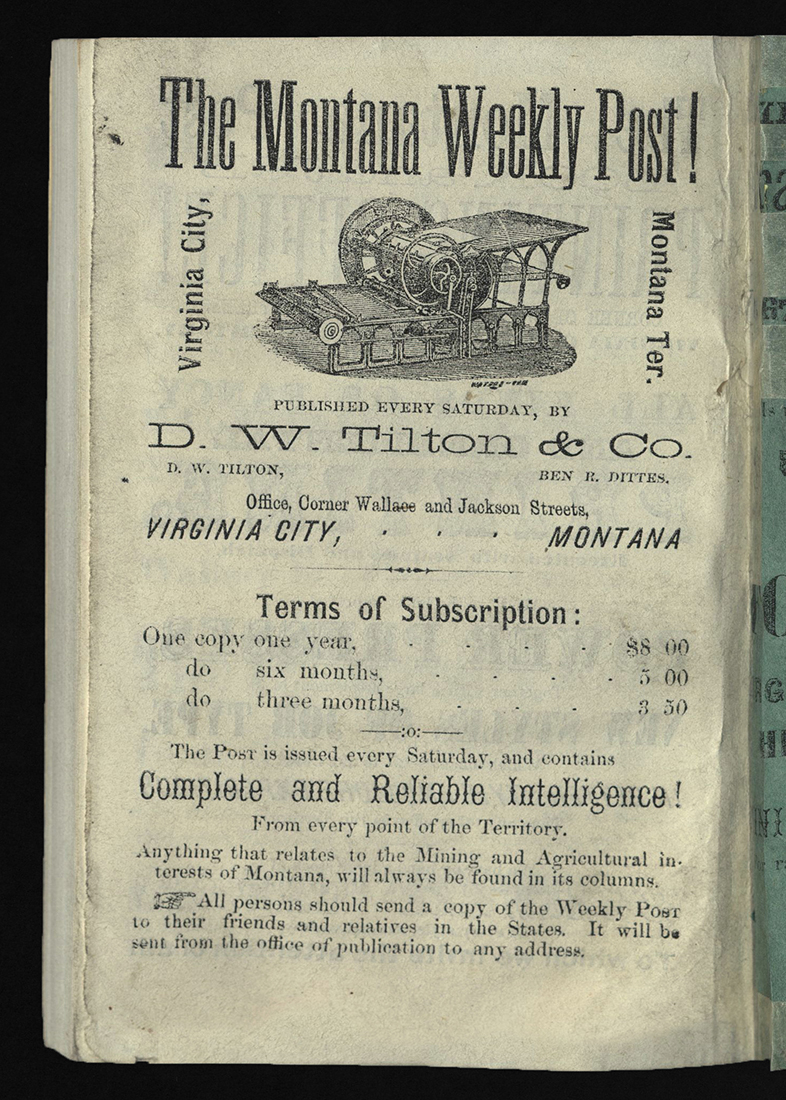 The Montana Weekly Post!
Virginia City,
Montana Ter.
PUBLISHED EVERY SATURDAY, BY
D. W. Tilton & Co.
D. W. TILTON, BEN R. DITTES.
Office, Corner Wallace and Jackson Streets,
VIRGINIA CITY, . . . MONTANA
Terms of Subscription:
One copy one year, . . . . $8 00
do six months, . . . . 5 00
do three months, . . . 3 50
:o:
The Post is issued every Saturday, and contains
Complete and Reliable Intelligence!
From every point of the Territory.
Anything that relates to the Mining and Agricultural in-
terests of Montana, will always be found in its columns.
☞All persons should send a copy of the Weekly Post
to their friends and relatives in the States. It will be
sent from the office of publication to any address.